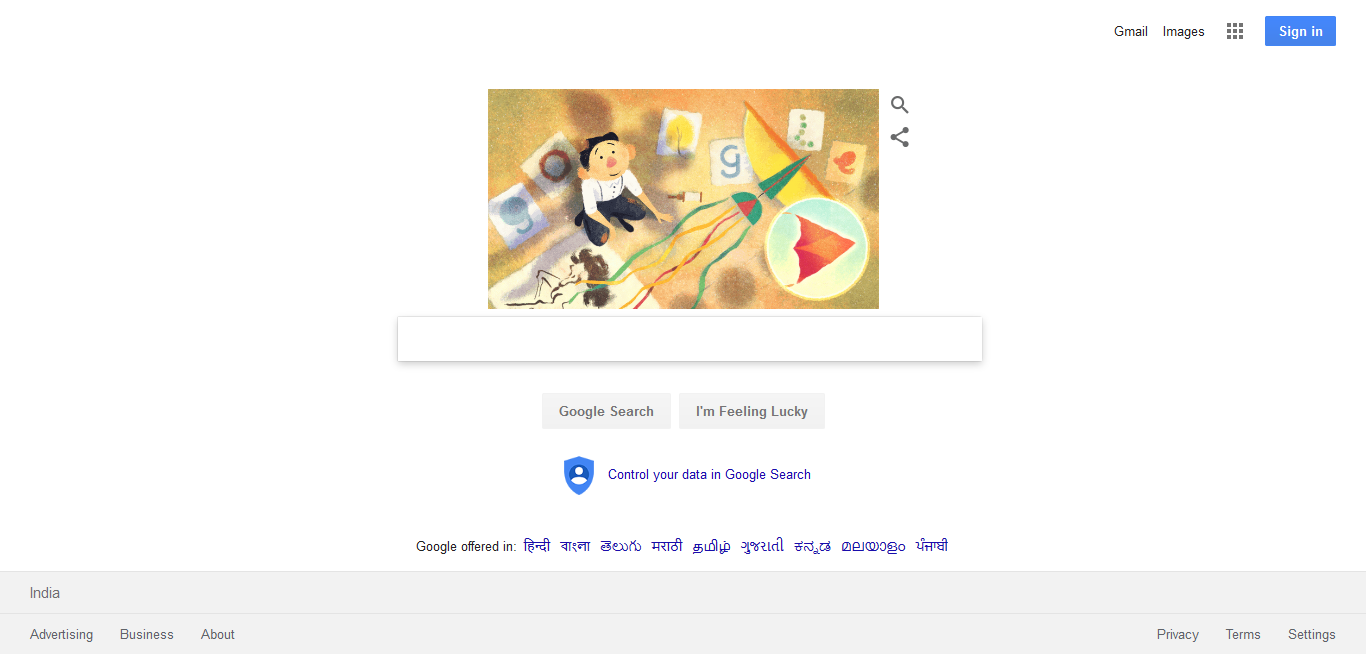 Gmail Images Sign in
Google Search I'm Feeling Lucky
Control your data in Google Search
Google offered in: हिन्दी বাংলা తెలుగు मराठी தமிழ் ગુજરાતી ಕನ್ನಡ മലയാളം ਪੰਜਾਬੀ
India
Advertising Business About Privacy Terms Settings